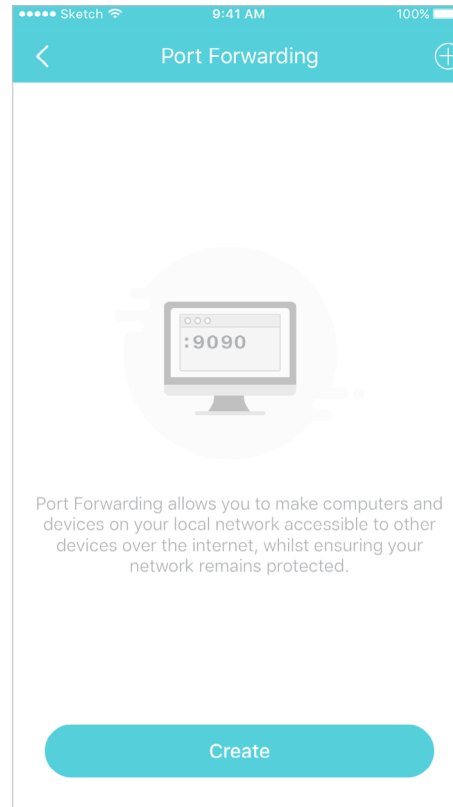 Sketch 9:41 AM 100%
Port Forwarding
:9090
Port Forwarding allows you to make computers and
devices on your local network accessible to other
devices over the internet, whilst ensuring your
network remains protected.
Create